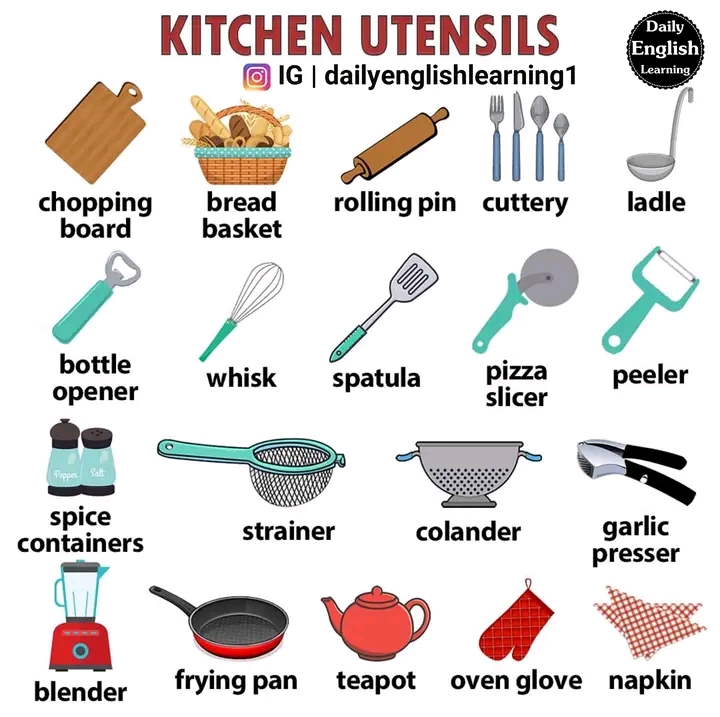 KITCHEN UTENSILS
Daily
English
Learning
IG | dailyenglishlearning1
chopping
board
bread
basket
rolling pin
cuttery
ladle
bottle
opener
whisk
spatula
pizza
slicer
peeler
Pepper
Salt
spice
containers
strainer
colander
garlic
presser
blender
frying pan
teapot
oven glove
napkin